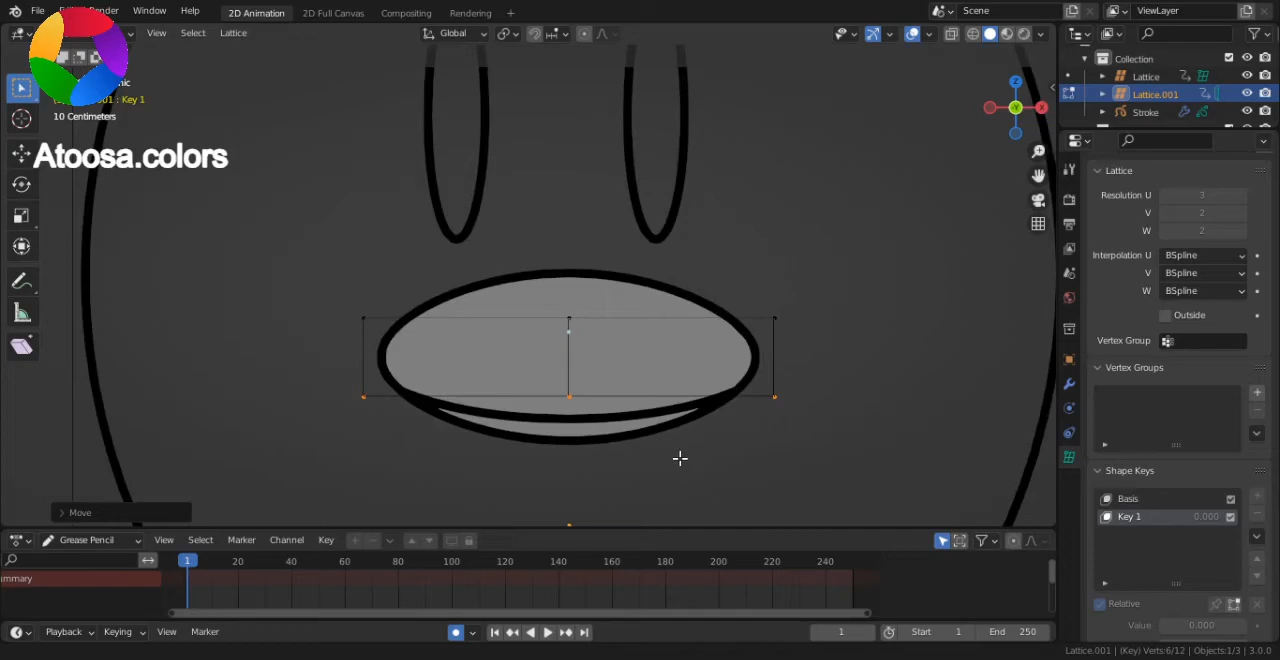 File
Render
Window
Help
2D Animation
2D Full Canvas
Compositing
Rendering
+
Scene
ViewLayer
View
Select
Lattice
Global
Collection
Lattice
Lattice.001
Stroke
001 : Key 1
10 Centimeters
Atoosa.colors
Z
X
-Y
Lattice
Resolution U 3
V 2
W 2
Interpolation U BSpline
V BSpline
W BSpline
Outside
Vertex Group
Vertex Groups
Shape Keys
Basis
Key 1 0.000
Relative
Value 0.000
Move
Grease Pencil
View
Select
Marker
Channel
Key
1 20 40 60 80 100 120 140 160 180 200 220 240
ummary
Playback
Keying
View
Marker
1
Start 1
End 250
Lattice.001 | (Key) Verts:6/12 | Objects:1/3 | 3.0.0